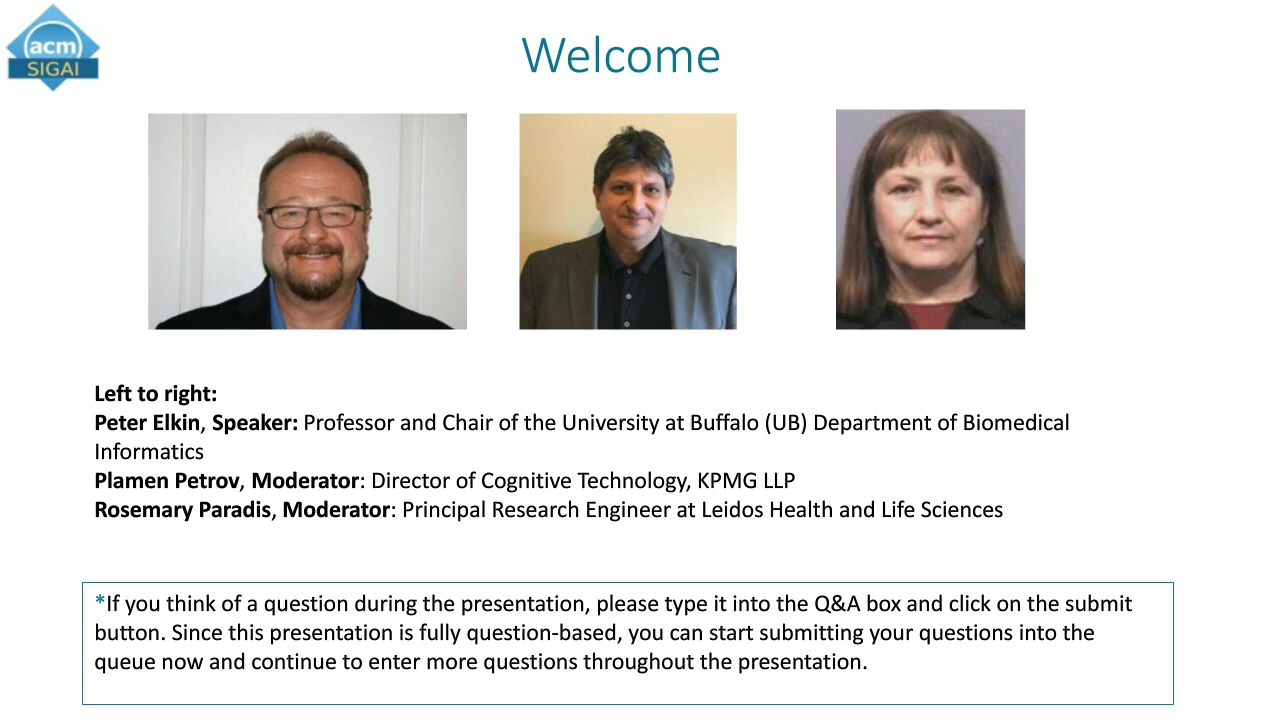 acm
SIGAI
Welcome
Left to right:
Peter Elkin, Speaker: Professor and Chair of the University at Buffalo (UB) Department of Biomedical
Informatics
Plamen Petrov, Moderator: Director of Cognitive Technology, KPMG LLP
Rosemary Paradis, Moderator: Principal Research Engineer at Leidos Health and Life Sciences
*If you think of a question during the presentation, please type it into the Q&A box and click on the submit
button. Since this presentation is fully question-based, you can start submitting your questions into the
queue now and continue to enter more questions throughout the presentation.